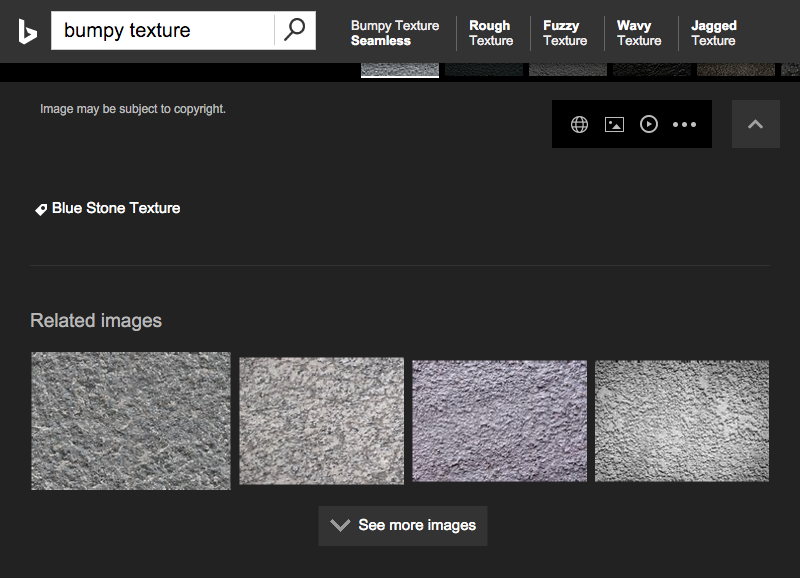 bumpy texture
Bumpy Texture
Seamless
Rough
Texture
Fuzzy
Texture
Wavy
Texture
Jagged
Texture
Image may be subject to copyright.
Blue Stone Texture
Related images
See more images